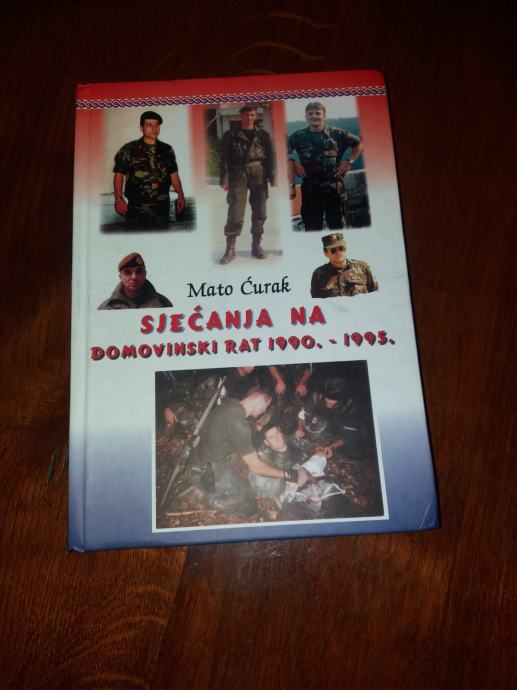 Mato Ćurak
SJEĆANJA NA
DOMOVINSKI RAT 1990. - 1995.